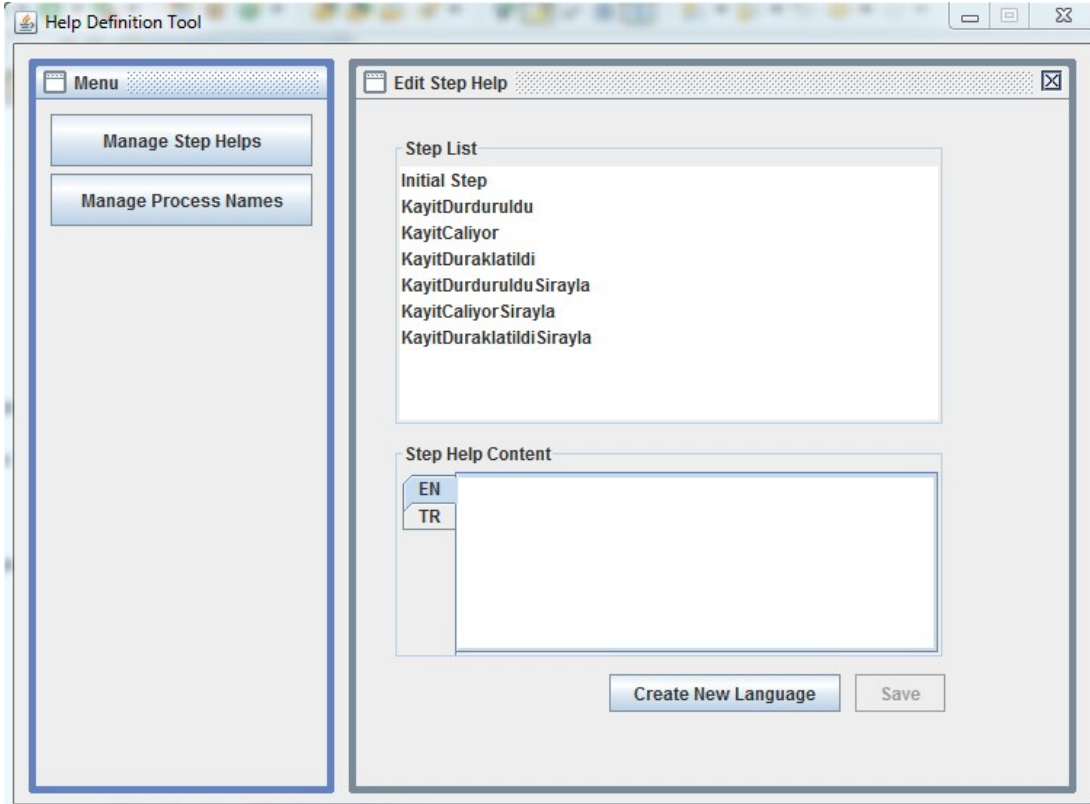 Help Definition Tool
Menu
Manage Step Helps
Manage Process Names
Edit Step Help
Step List
Initial Step
KayitDurduruldu
KayitCaliyor
KayitDuraklatildi
KayitDurdurulduSirayla
KayitCaliyorSirayla
KayitDuraklatildiSirayla
Step Help Content
EN
TR
Create New Language
Save